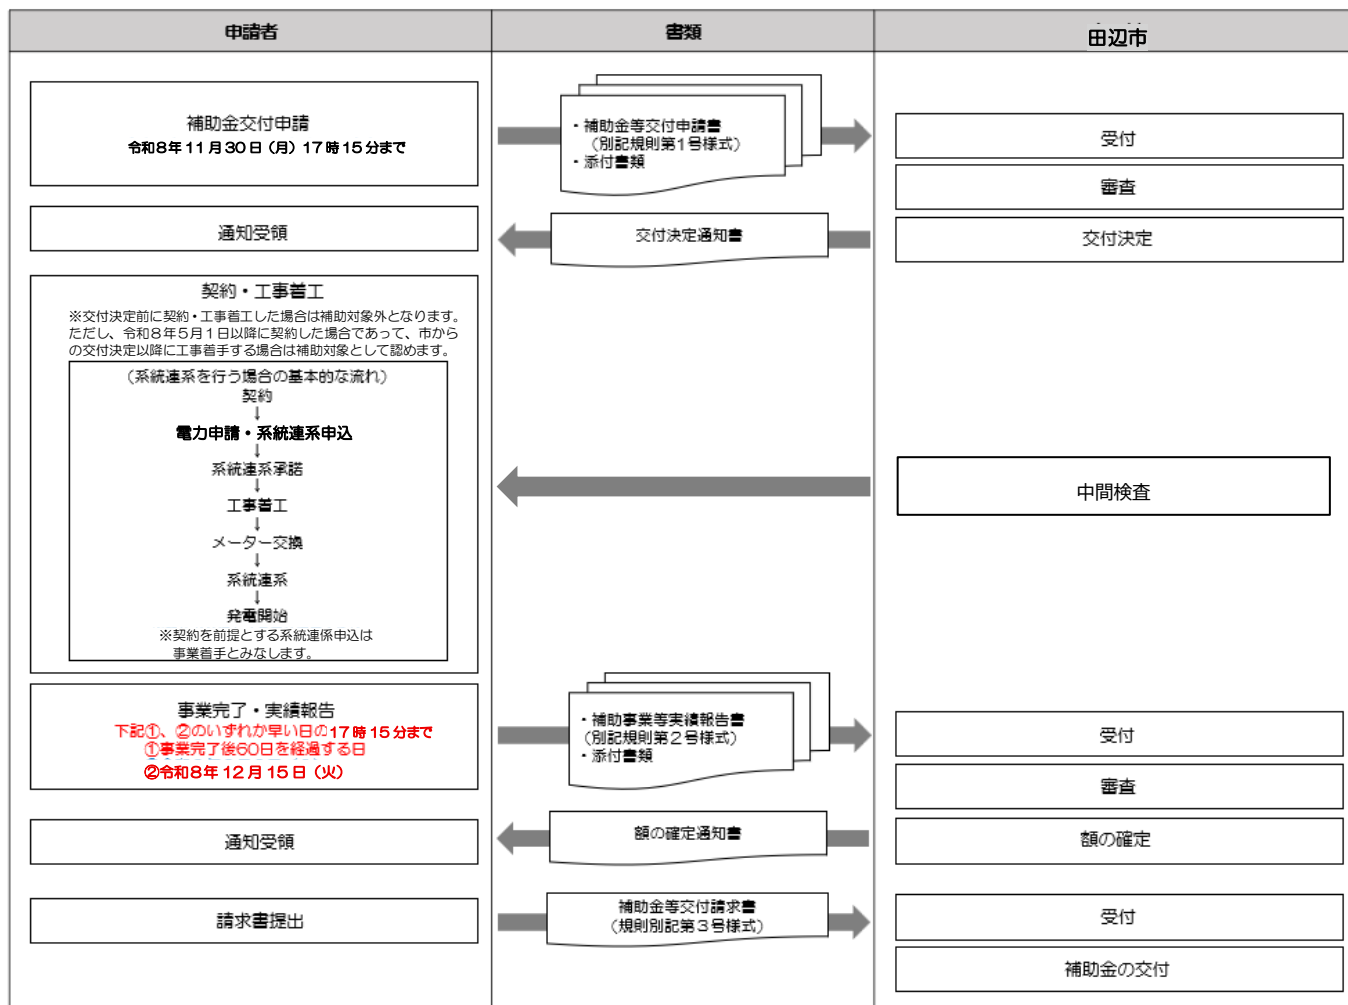 申請者
書類
田辺市
補助金交付申請
令和8年11月30日（月）17時15分まで
・補助金等交付申請書
（別記規則第1号様式）
・添付書類
受付
審査
通知受領
交付決定通知書
交付決定
契約・工事着工
※交付決定前に契約・工事着工した場合は補助対象外となります。
ただし、令和8年5月1日以降に契約した場合であって、市から
の交付決定以降に工事着手する場合は補助対象として認めます。
（系統連系を行う場合の基本的な流れ）
契約
↓
電力申請・系統連系申込
↓
系統連系承諾
↓
工事着工
↓
メーター交換
↓
系統連系
↓
発電開始
※契約を前提とする系統連係申込は
事業着手とみなします。
中間検査
事業完了・実績報告
下記①、②のいずれか早い日の17時15分まで
①事業完了後60日を経過する日
②令和8年12月15日（火）
・補助事業等実績報告書
（別記規則第2号様式）
・添付書類
受付
審査
通知受領
額の確定通知書
額の確定
請求書提出
補助金等交付請求書
（規則別記第3号様式）
受付
補助金の交付